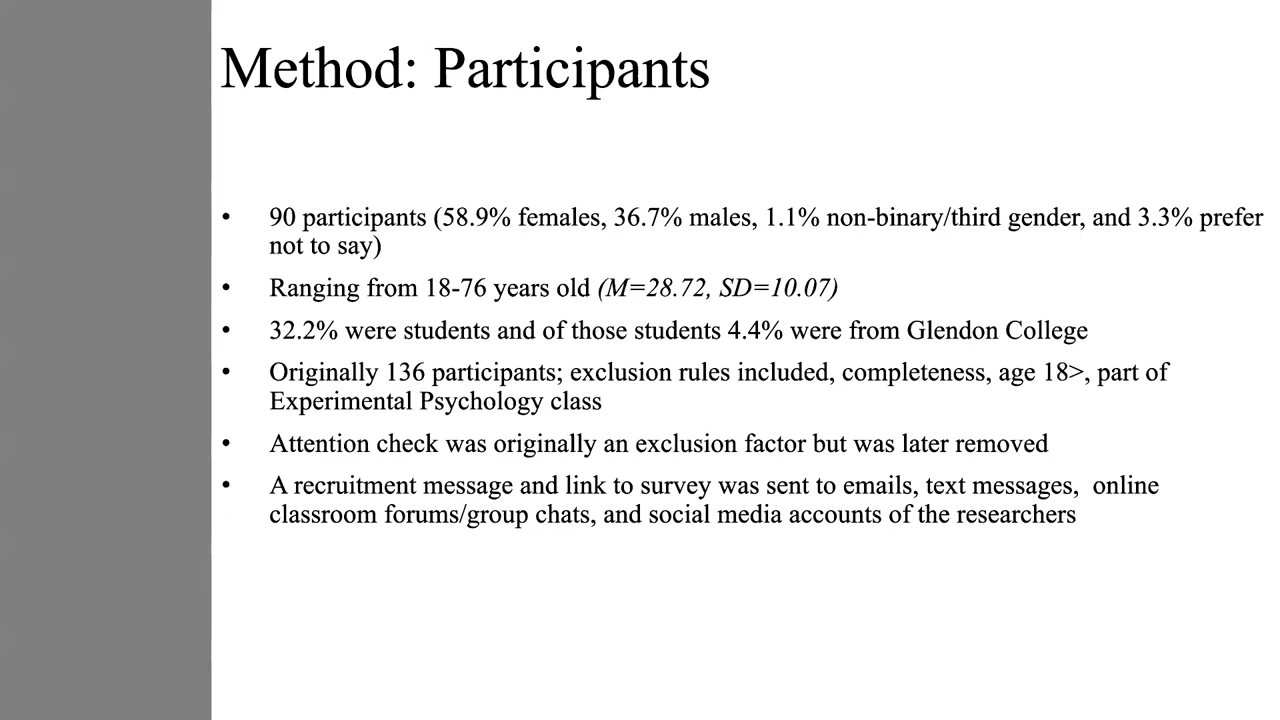 Method: Participants
• 90 participants (58.9% females, 36.7% males, 1.1% non-binary/third gender, and 3.3% prefer
not to say)
• Ranging from 18-76 years old (M=28.72, SD=10.07)
• 32.2% were students and of those students 4.4% were from Glendon College
• Originally 136 participants; exclusion rules included, completeness, age 18>, part of
Experimental Psychology class
• Attention check was originally an exclusion factor but was later removed
• A recruitment message and link to survey was sent to emails, text messages,  online
classroom forums/group chats, and social media accounts of the researchers